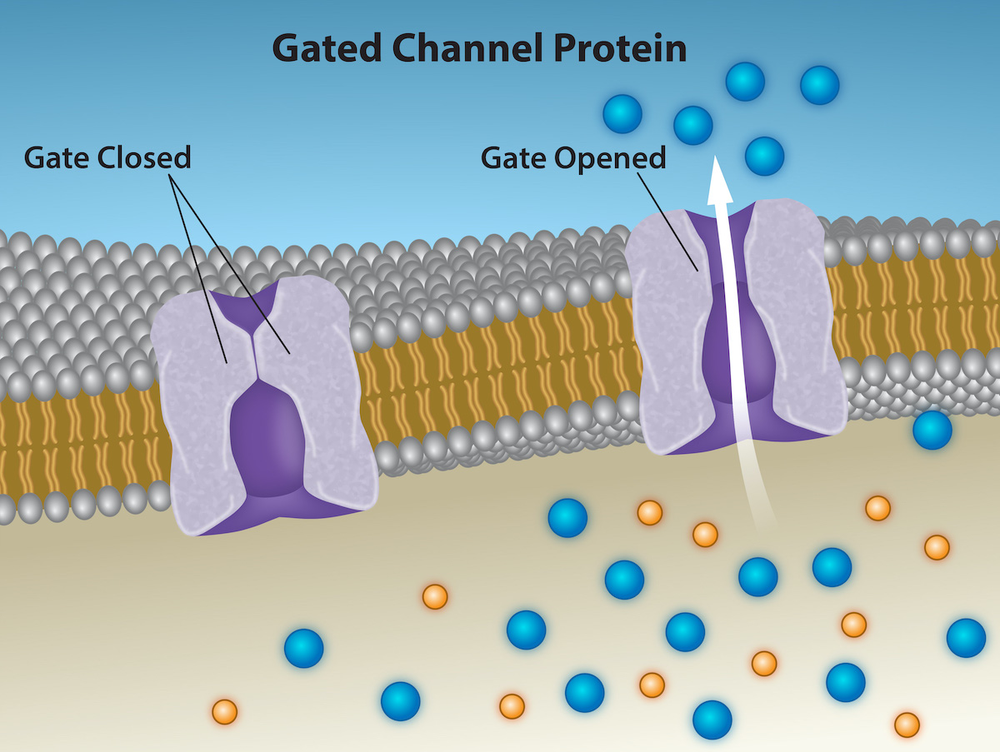 Gated Channel Protein
Gate Closed
Gate Opened